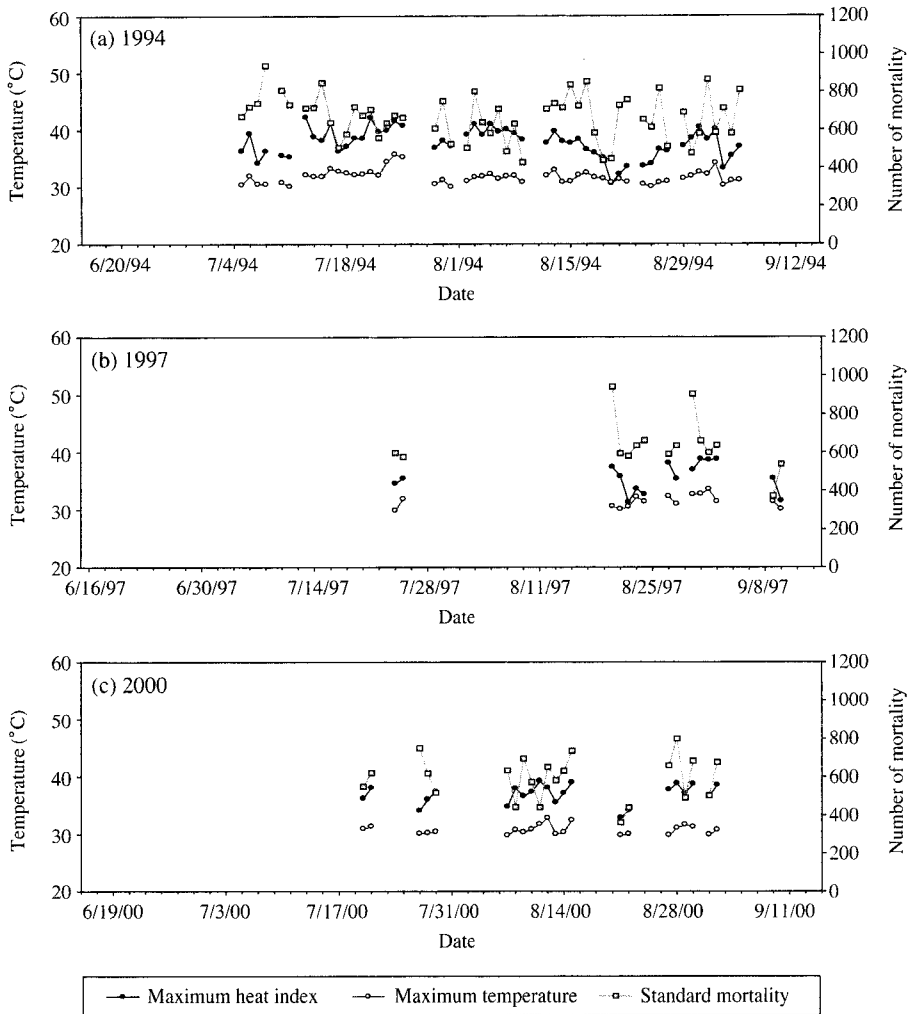 (a) 1994
Temperature (°C)
60
50
40
30
20
1200
1000
800
600
400
200
0
Number of mortality
6/20/94 7/4/94 7/18/94 8/1/94 8/15/94 8/29/94 9/12/94
Date
(b) 1997
Temperature (°C)
60
50
40
30
20
1200
1000
800
600
400
200
0
Number of mortality
6/16/97 6/30/97 7/14/97 7/28/97 8/11/97 8/25/97 9/8/97
Date
(c) 2000
Temperature (°C)
60
50
40
30
20
1200
1000
800
600
400
200
0
Number of mortality
6/19/00 7/3/00 7/17/00 7/31/00 8/14/00 8/28/00 9/11/00
Date
Maximum heat index Maximum temperature Standard mortality